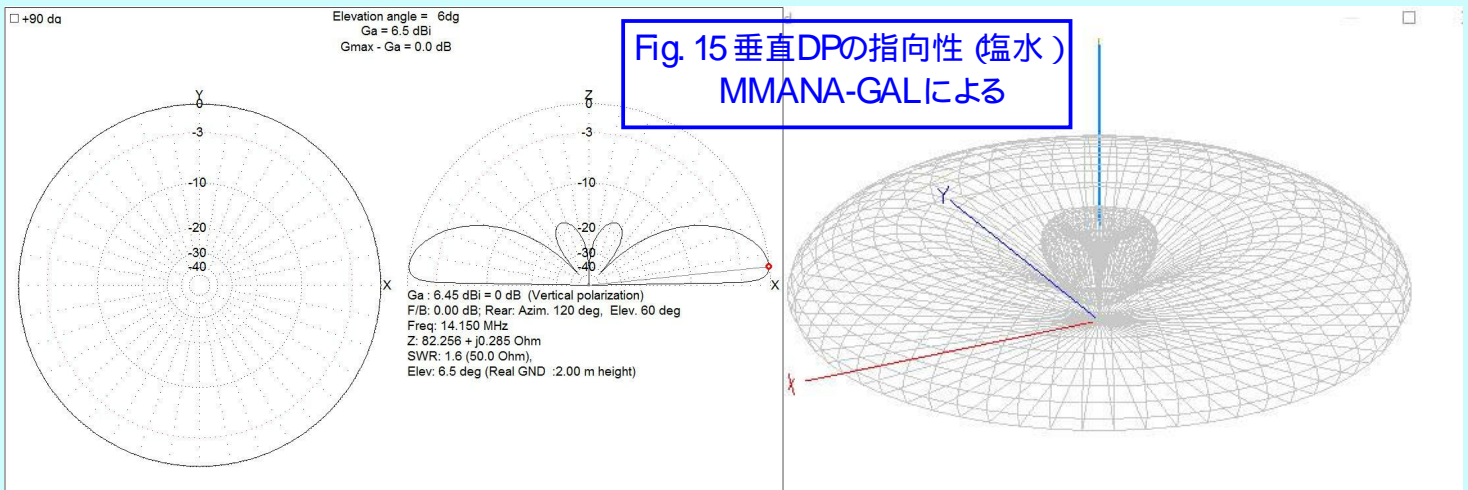 +90 dg
Elevation angle = 6dg
Ga = 6.5 dBi
Gmax - Ga = 0.0 dB
Fig. 15 垂直DPの指向性 (塩水 )
MMANA-GALによる
Y
0
-3
-10
-20
-30
-40
X
Z
0
-3
-10
-20
-30
-40
X
Ga : 6.45 dBi = 0 dB (Vertical polarization)
F/B: 0.00 dB; Rear: Azim. 120 deg, Elev. 60 deg
Freq: 14.150 MHz
Z: 82.256 + j0.285 Ohm
SWR: 1.6 (50.0 Ohm),
Elev: 6.5 deg (Real GND :2.00 m height)
Y
X